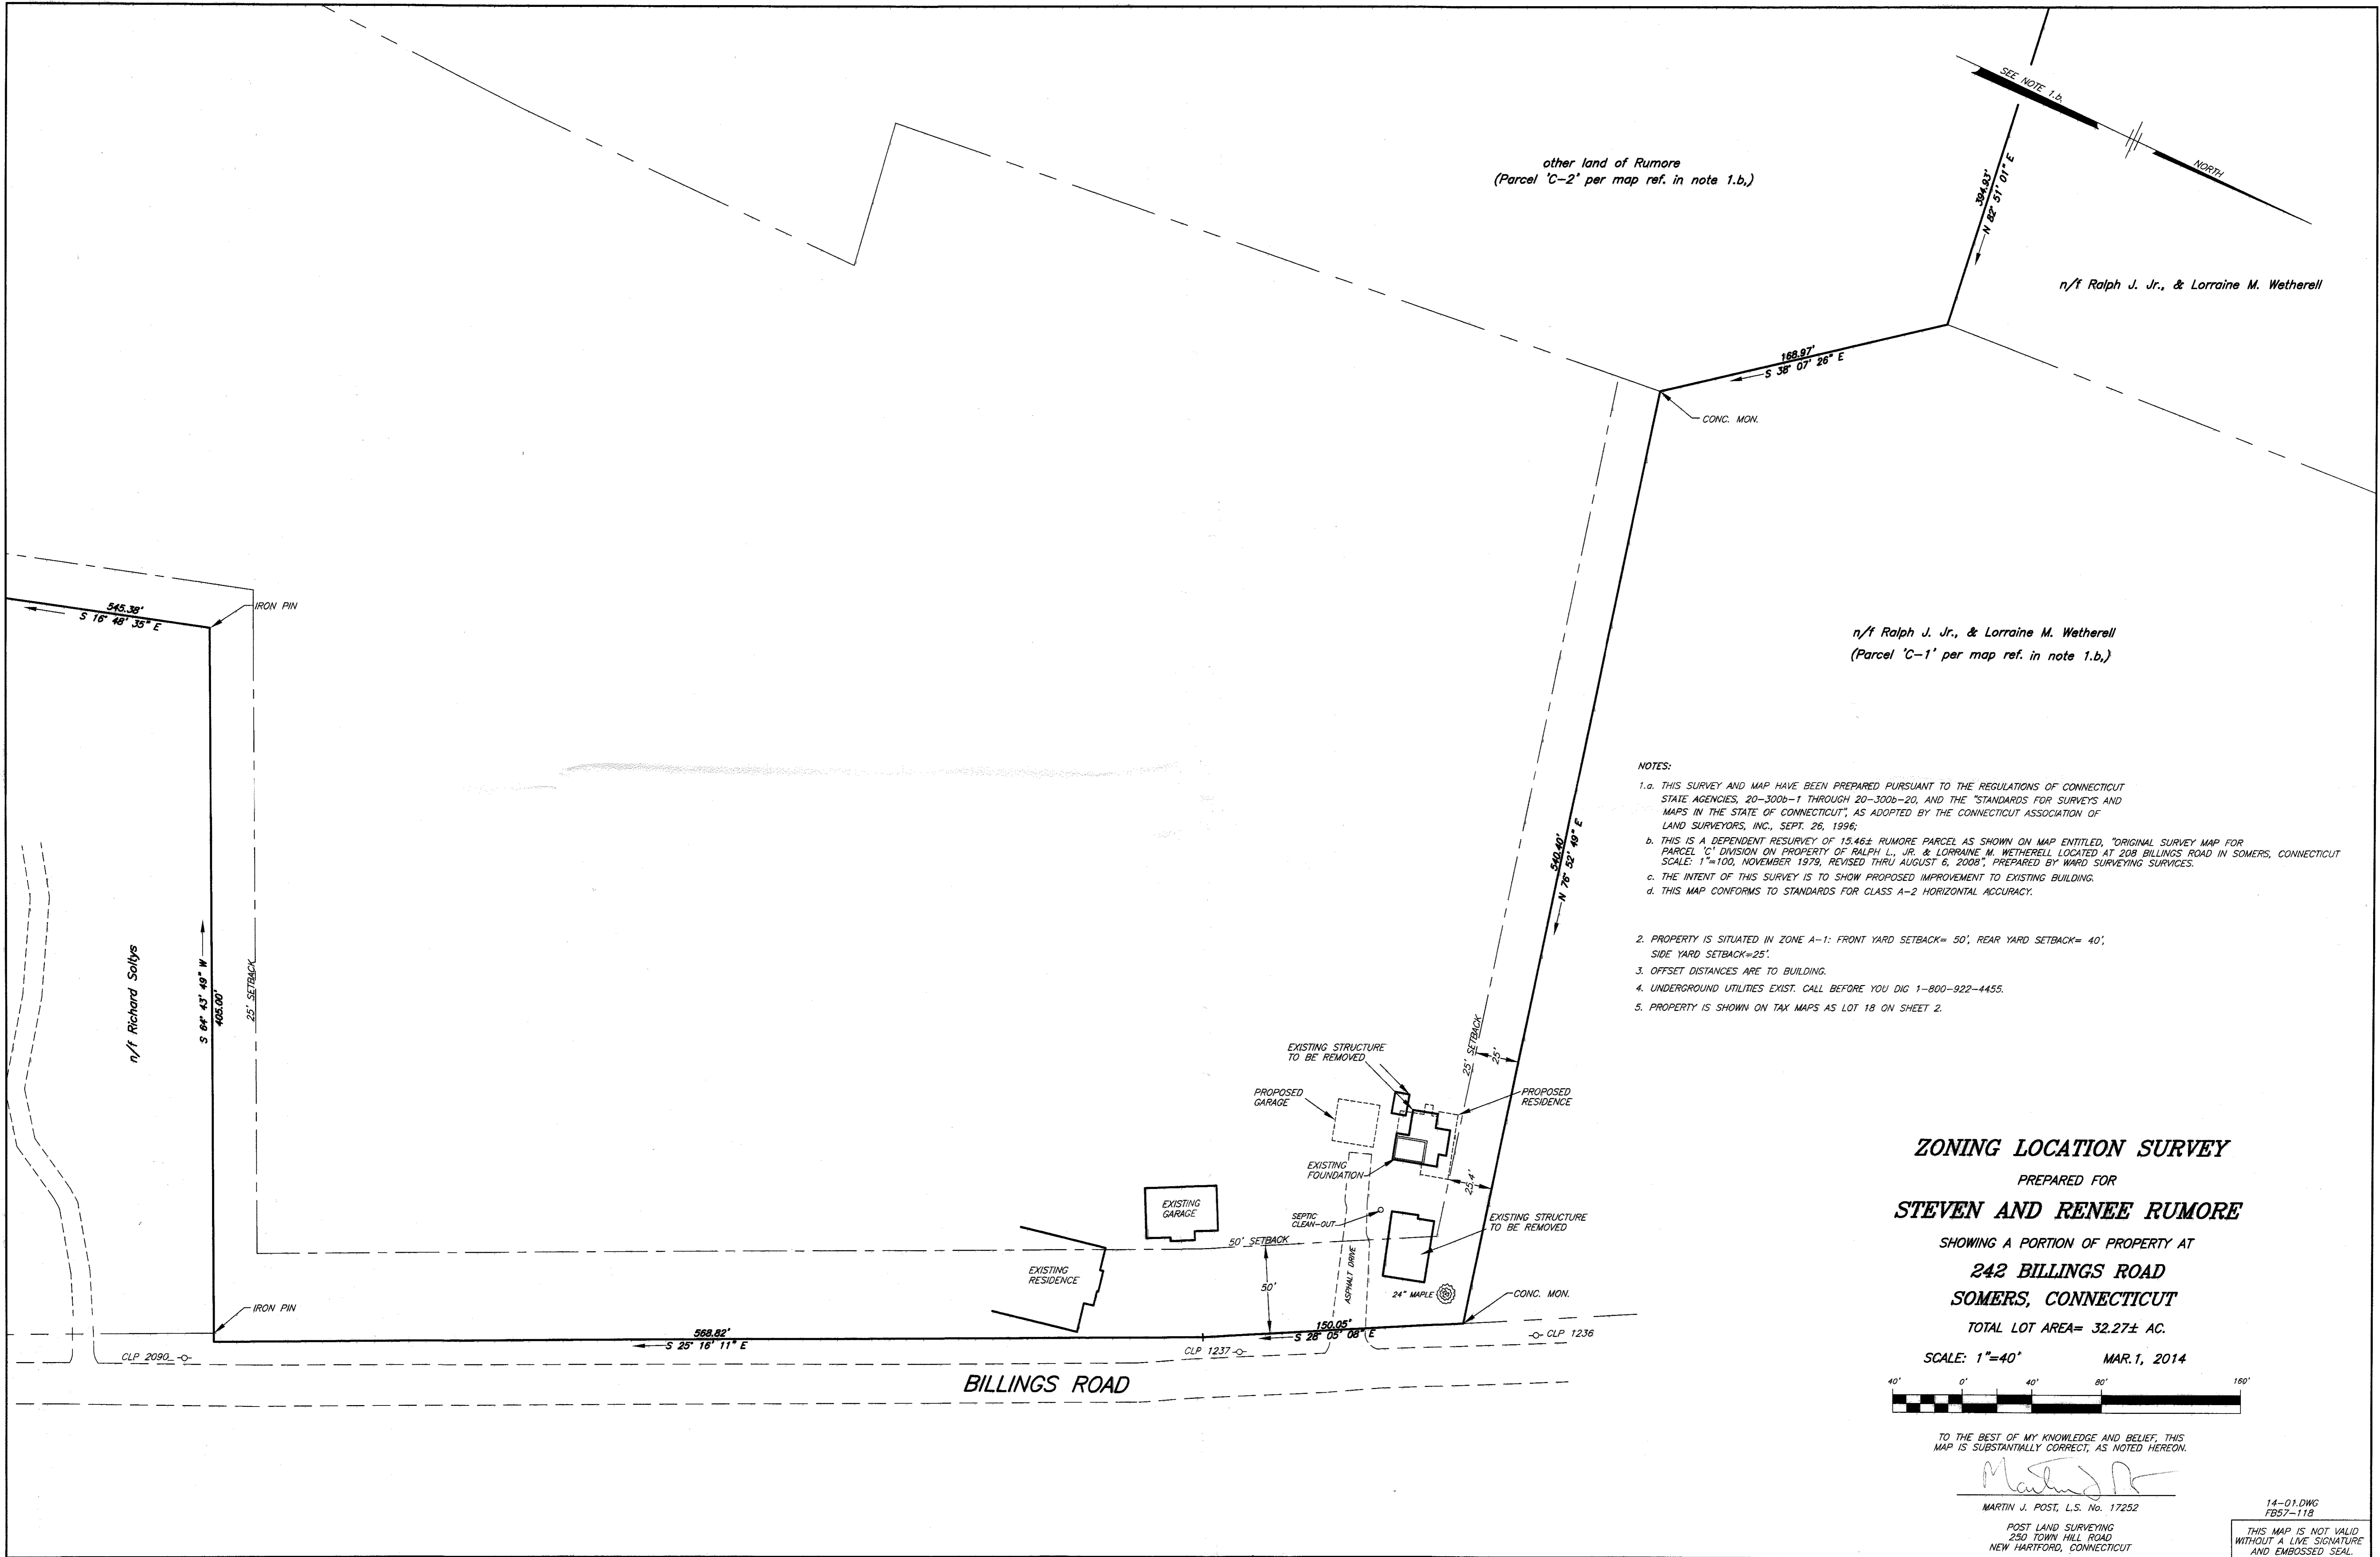 SEE NOTE 1.b.
NORTH
other land of Rumore
(Parcel 'C-2' per map ref. in note 1.b,)
394.93'
N 82° 51' 01" E
n/f Ralph J. Jr., & Lorraine M. Wetherell
168.97'
S 38° 07' 26" E
CONC. MON.
545.38'
S 16° 48' 35" E
IRON PIN
n/f Ralph J. Jr., & Lorraine M. Wetherell
(Parcel 'C-1' per map ref. in note 1.b,)
540.40'
N 76° 52' 49" E
n/f Richard Soltys
S 64° 43' 49" W
405.00'
25' SETBACK
NOTES:
1.a. THIS SURVEY AND MAP HAVE BEEN PREPARED PURSUANT TO THE REGULATIONS OF CONNECTICUT
STATE AGENCIES, 20-300b-1 THROUGH 20-300b-20, AND THE "STANDARDS FOR SURVEYS AND
MAPS IN THE STATE OF CONNECTICUT", AS ADOPTED BY THE CONNECTICUT ASSOCIATION OF
LAND SURVEYORS, INC., SEPT. 26, 1996;
b. THIS IS A DEPENDENT RESURVEY OF 15.46± RUMORE PARCEL AS SHOWN ON MAP ENTITLED, "ORIGINAL SURVEY MAP FOR
PARCEL 'C' DIVISION ON PROPERTY OF RALPH L., JR. & LORRAINE M. WETHERELL LOCATED AT 208 BILLINGS ROAD IN SOMERS, CONNECTICUT
SCALE: 1"=100, NOVEMBER 1979, REVISED THRU AUGUST 6, 2008", PREPARED BY WARD SURVEYING SURVICES.
c. THE INTENT OF THIS SURVEY IS TO SHOW PROPOSED IMPROVEMENT TO EXISTING BUILDING.
d. THIS MAP CONFORMS TO STANDARDS FOR CLASS A-2 HORIZONTAL ACCURACY.
2. PROPERTY IS SITUATED IN ZONE A-1: FRONT YARD SETBACK= 50', REAR YARD SETBACK= 40',
SIDE YARD SETBACK=25'.
3. OFFSET DISTANCES ARE TO BUILDING.
4. UNDERGROUND UTILITIES EXIST. CALL BEFORE YOU DIG 1-800-922-4455.
5. PROPERTY IS SHOWN ON TAX MAPS AS LOT 18 ON SHEET 2.
EXISTING STRUCTURE
TO BE REMOVED
25' SETBACK
25'
PROPOSED
GARAGE
PROPOSED
RESIDENCE
EXISTING
FOUNDATION
25.4'
EXISTING
GARAGE
SEPTIC
CLEAN-OUT
EXISTING STRUCTURE
TO BE REMOVED
50' SETBACK
EXISTING
RESIDENCE
50'
ASPHALT DRIVE
24" MAPLE
CONC. MON.
IRON PIN
568.82'
S 25° 16' 11" E
150.05'
S 28° 05' 08" E
CLP 2090
CLP 1237
CLP 1236
BILLINGS ROAD
ZONING LOCATION SURVEY
PREPARED FOR
STEVEN AND RENEE RUMORE
SHOWING A PORTION OF PROPERTY AT
242 BILLINGS ROAD
SOMERS, CONNECTICUT
TOTAL LOT AREA= 32.27± AC.
SCALE: 1"=40' MAR.1, 2014
40' 0' 40' 80' 160'
TO THE BEST OF MY KNOWLEDGE AND BELIEF, THIS
MAP IS SUBSTANTIALLY CORRECT, AS NOTED HEREON.
MARTIN J. POST, L.S. No. 17252
POST LAND SURVEYING
250 TOWN HILL ROAD
NEW HARTFORD, CONNECTICUT
14-01.DWG
FB57-118
THIS MAP IS NOT VALID
WITHOUT A LIVE SIGNATURE
AND EMBOSSED SEAL.